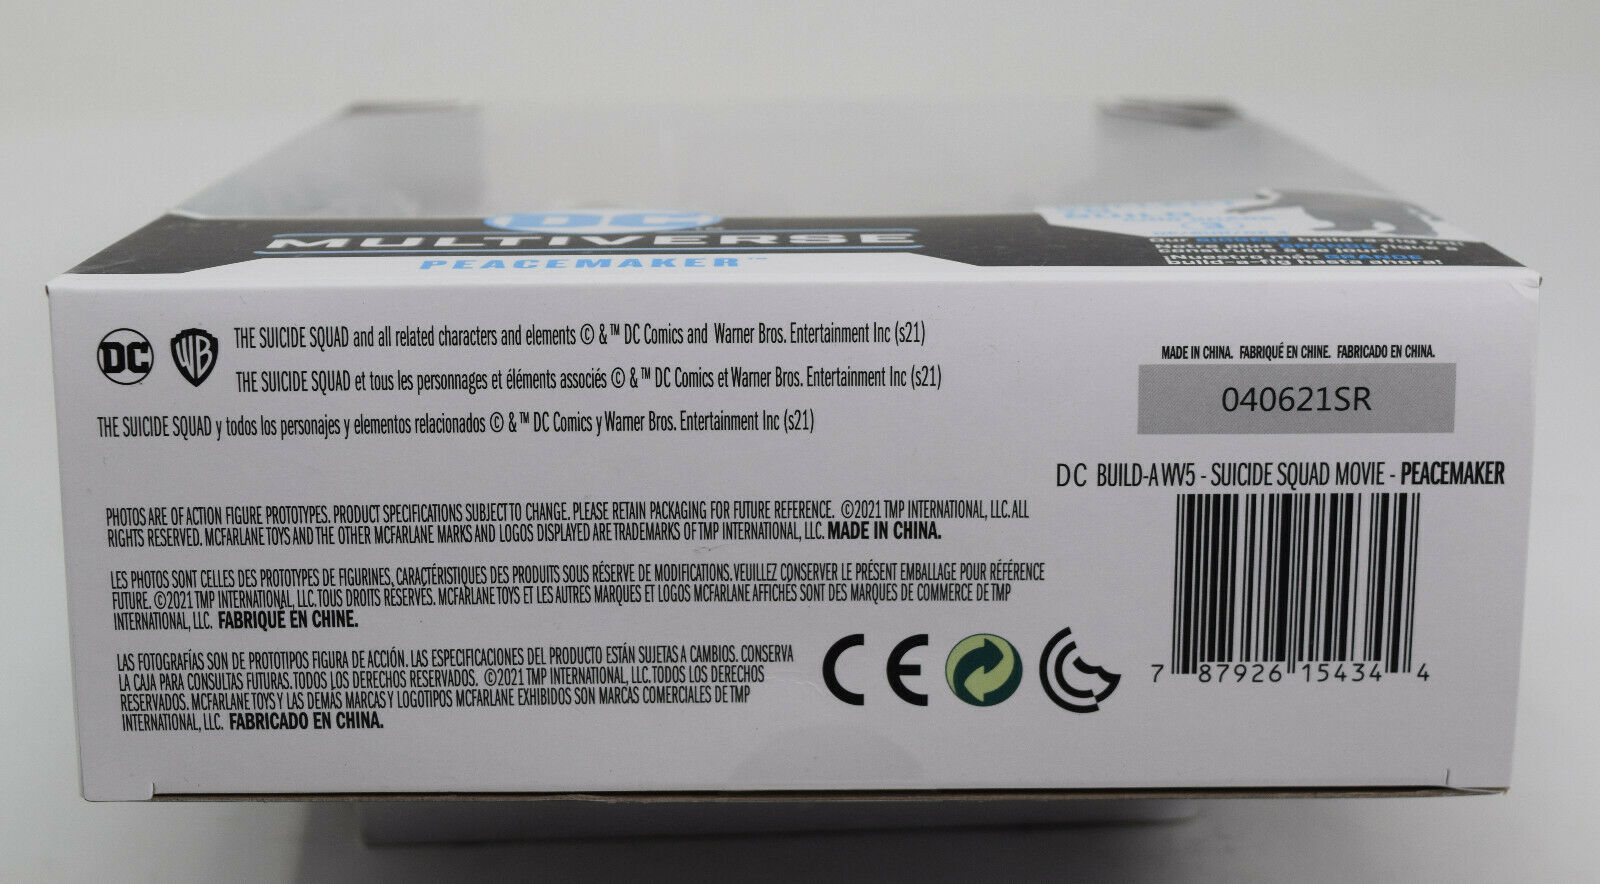 DC
MULTIVERSE
PEACEMAKER™
build-a-fig hasta ahora!
DC WB THE SUICIDE SQUAD and all related characters and elements © & ™ DC Comics and Warner Bros. Entertainment Inc (s21)
THE SUICIDE SQUAD et tous les personnages et éléments associés © & ™ DC Comics et Warner Bros. Entertainment Inc (s21)
THE SUICIDE SQUAD y todos los personajes y elementos relacionados © & ™ DC Comics y Warner Bros. Entertainment Inc (s21)
MADE IN CHINA. FABRIQUÉ EN CHINE. FABRICADO EN CHINA.
040621SR
DC BUILD-A WV5 - SUICIDE SQUAD MOVIE - PEACEMAKER
PHOTOS ARE OF ACTION FIGURE PROTOTYPES. PRODUCT SPECIFICATIONS SUBJECT TO CHANGE. PLEASE RETAIN PACKAGING FOR FUTURE REFERENCE. ©2021 TMP INTERNATIONAL, LLC. ALL
RIGHTS RESERVED. MCFARLANE TOYS AND THE OTHER MCFARLANE MARKS AND LOGOS DISPLAYED ARE TRADEMARKS OF TMP INTERNATIONAL, LLC. MADE IN CHINA.
LES PHOTOS SONT CELLES DES PROTOTYPES DE FIGURINES, CARACTÉRISTIQUES DES PRODUITS SOUS RÉSERVE DE MODIFICATIONS. VEUILLEZ CONSERVER LE PRÉSENT EMBALLAGE POUR RÉFÉRENCE
FUTURE. ©2021 TMP INTERNATIONAL, LLC. TOUS DROITS RÉSERVÉS. MCFARLANE TOYS ET LES AUTRES MARQUES ET LOGOS MCFARLANE AFFICHÉS SONT DES MARQUES DE COMMERCE DE TMP
INTERNATIONAL, LLC. FABRIQUÉ EN CHINE.
LAS FOTOGRAFÍAS SON DE PROTOTIPOS FIGURA DE ACCIÓN. LAS ESPECIFICACIONES DEL PRODUCTO ESTÁN SUJETAS A CAMBIOS. CONSERVA
LA CAJA PARA CONSULTAS FUTURAS. TODOS LOS DERECHOS RESERVADOS. ©2021 TMP INTERNATIONAL, LLC. TODOS LOS DERECHOS
RESERVADOS. MCFARLANE TOYS Y LAS DEMAS MARCAS Y LOGOTIPOS MCFARLANE EXHIBIDOS SON MARCAS COMERCIALES DE TMP
INTERNATIONAL, LLC. FABRICADO EN CHINA.
CE
7 87926 15434 4